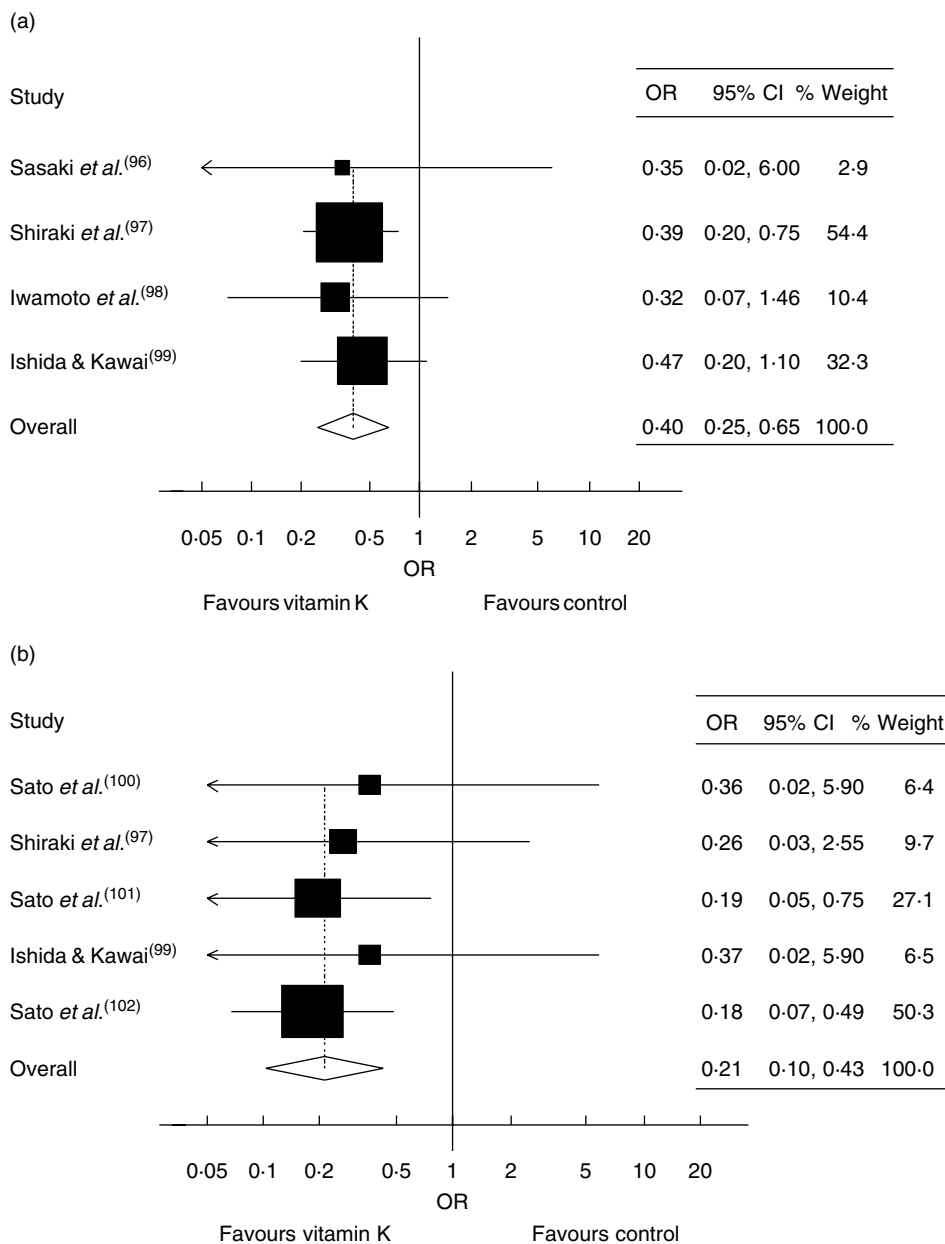 (a)
Study OR 95% CI % Weight
Sasaki et al.(96) 0·35 0·02, 6·00 2·9
Shiraki et al.(97) 0·39 0·20, 0·75 54·4
Iwamoto et al.(98) 0·32 0·07, 1·46 10·4
Ishida & Kawai(99) 0·47 0·20, 1·10 32·3
Overall 0·40 0·25, 0·65 100·0
0·05 0·1 0·2 0·5 1 2 5 10 20
OR
Favours vitamin K Favours control
(b)
Study OR 95% CI % Weight
Sato et al.(100) 0·36 0·02, 5·90 6·4
Shiraki et al.(97) 0·26 0·03, 2·55 9·7
Sato et al.(101) 0·19 0·05, 0·75 27·1
Ishida & Kawai(99) 0·37 0·02, 5·90 6·5
Sato et al.(102) 0·18 0·07, 0·49 50·3
Overall 0·21 0·10, 0·43 100·0
0·05 0·1 0·2 0·5 1 2 5 10 20
OR
Favours vitamin K Favours control